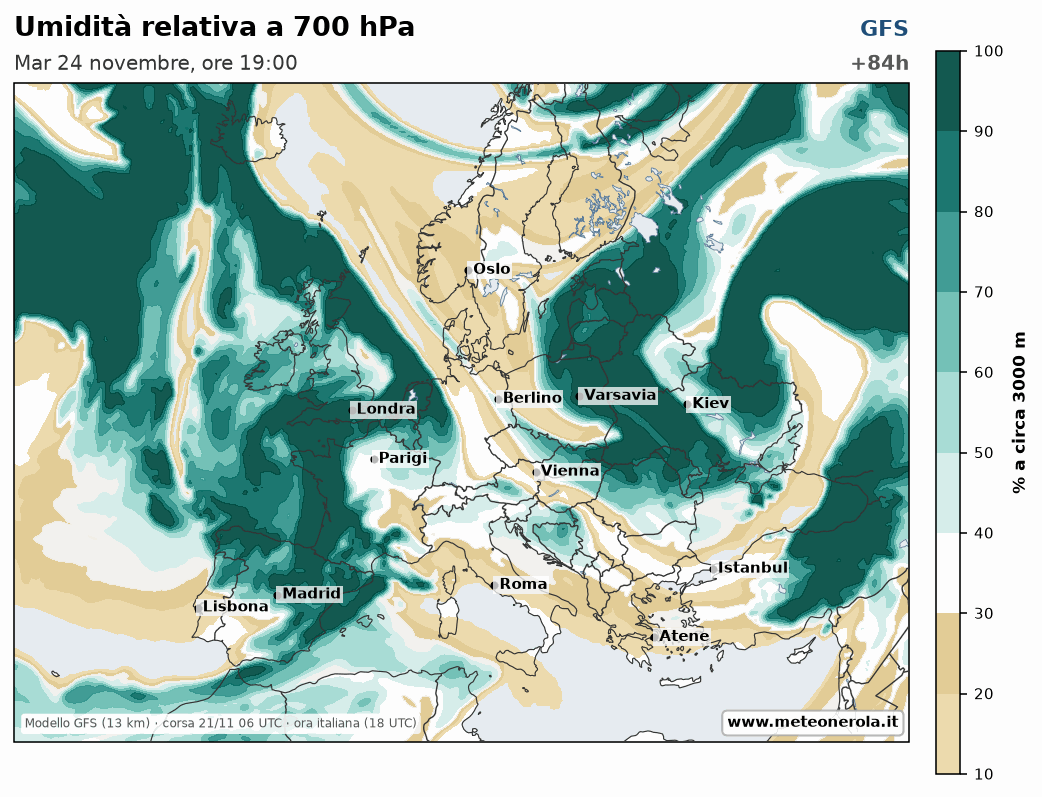 Umidità relativa a 700 hPa
GFS
Mar 24 novembre, ore 19:00
+84h
100
90
80
70
60
50
40
30
20
10
% a circa 3000 m
Oslo
Berlino
Varsavia
Kiev
Londra
Parigi
Vienna
Istanbul
Roma
Madrid
Lisbona
Atene
Modello GFS (13 km) · corsa 21/11 06 UTC · ora italiana (18 UTC)
www.meteonerola.it